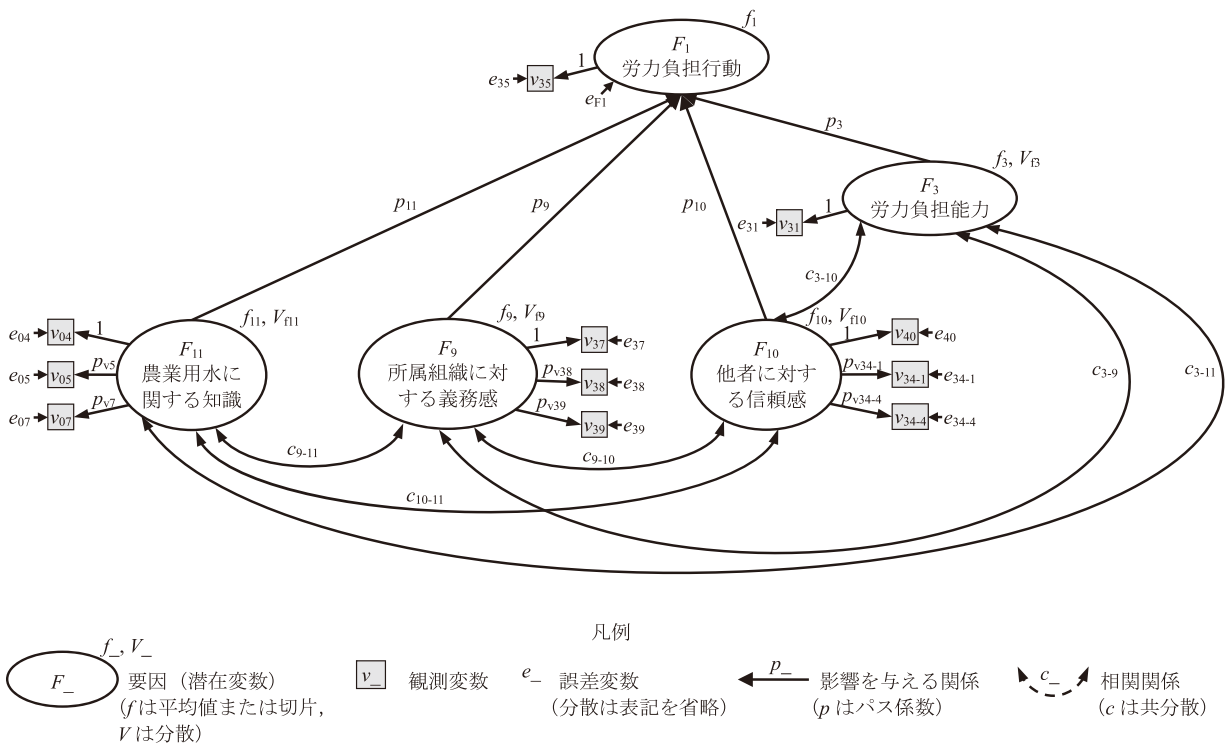 f1
F1
労力負担行動
1
e35
v35
eF1
p3
f3, Vf3
F3
労力負担能力
1
e31
v31
p11
p9
p10
c3-10
f11, Vf11
F11
農業用水に
関する知識
e04
v04
1
e05
v05
pv5
e07
v07
pv7
f9, Vf9
F9
所属組織に対
する義務感
1
v37
e37
pv38
v38
e38
pv39
v39
e39
f10, Vf10
F10
他者に対す
る信頼感
1
v40
e40
pv34-1
v34-1
e34-1
pv34-4
v34-4
e34-4
c3-9
c3-11
c9-11
c9-10
c10-11
凡例
f_, V_
F_
要因（潜在変数）
（fは平均値または切片，
Vは分散）
v_
観測変数
e_
誤差変数
（分散は表記を省略）
p_
影響を与える関係
（pはパス係数）
c_
相関関係
（cは共分散）